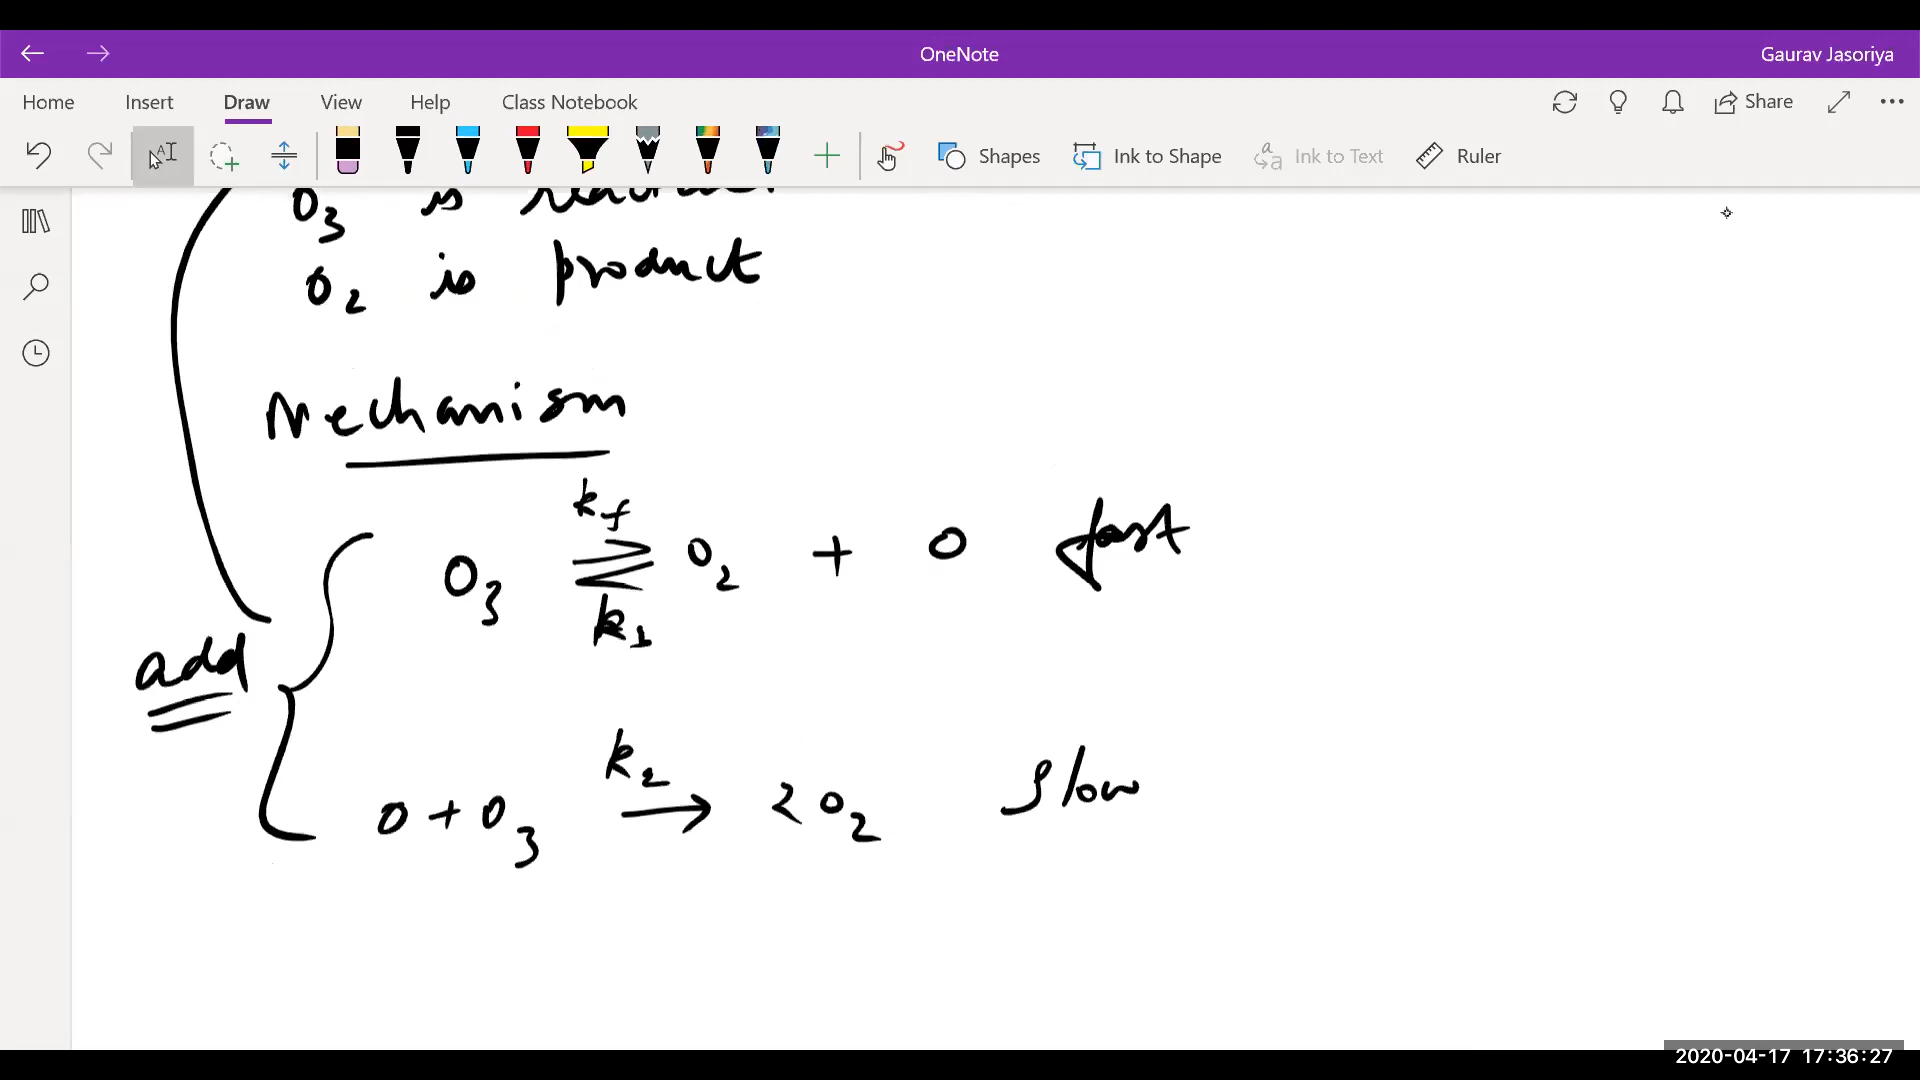 OneNote
Gaurav Jasoriya
Home Insert Draw View Help Class Notebook Share
Shapes Ink to Shape Ink to Text Ruler
O3 is
O2 is product
Mechanism
kf
O3 ⇌ O2 + O fast
k1
add
k2
O + O3 → 2O2 slow
2020-04-17 17:36:27